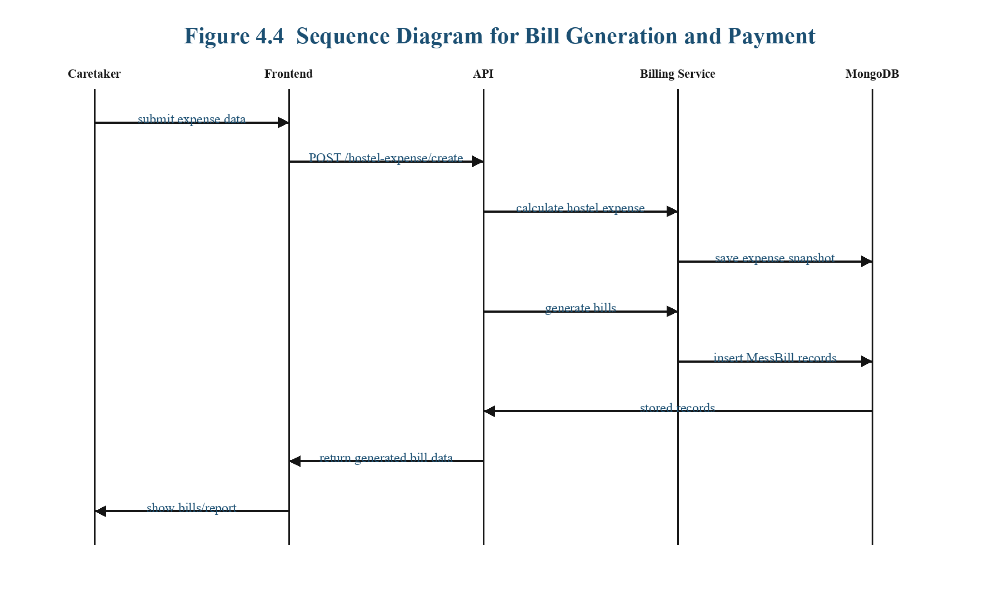 Figure 4.4  Sequence Diagram for Bill Generation and Payment
Caretaker Frontend API Billing Service MongoDB
submit expense data
POST /hostel-expense/create
calculate hostel expense
save expense snapshot
generate bills
insert MessBill records
stored records
return generated bill data
show bills/report